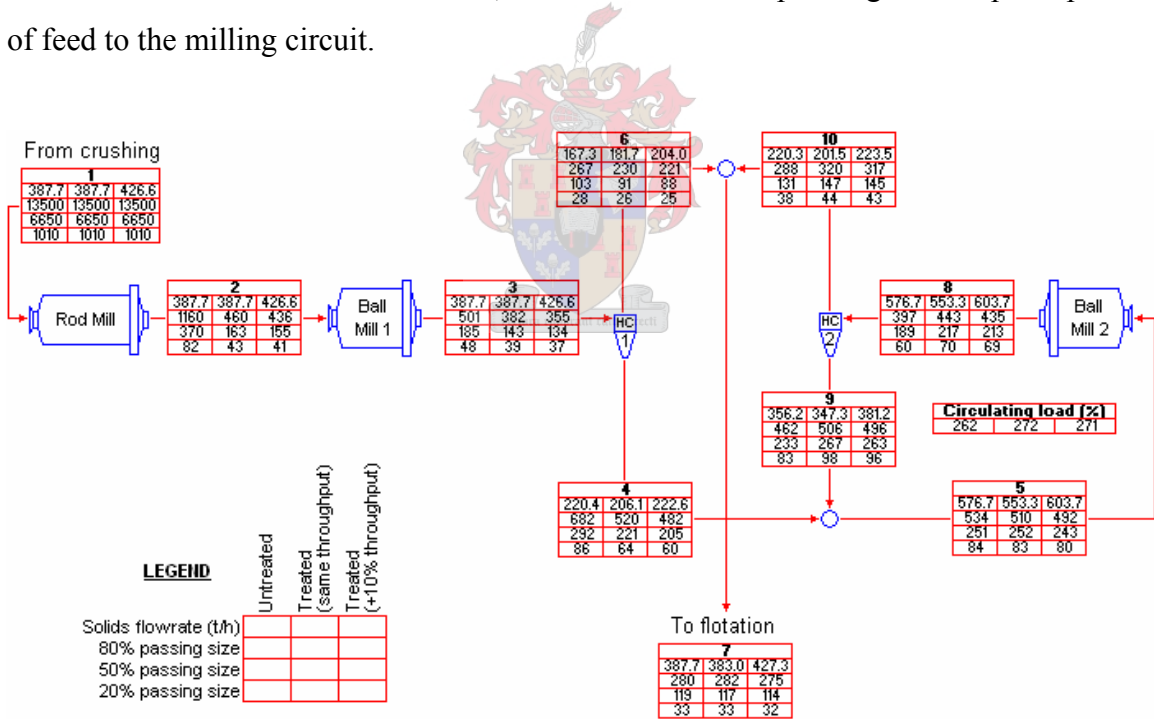 of feed to the milling circuit.
From crushing
1
387.7 387.7 426.6
13500 13500 13500
6650 6650 6650
1010 1010 1010
Rod Mill
2
387.7 387.7 426.6
1160 460 436
370 163 155
82 43 41
Ball
Mill 1
3
387.7 387.7 426.6
501 382 355
185 143 134
48 39 37
6
167.3 181.7 204.0
267 230 221
103 91 88
28 26 25
10
220.3 201.5 223.5
288 320 317
131 147 145
38 44 43
HC
1
HC
2
8
576.7 553.3 603.7
397 443 435
189 217 213
60 70 69
Ball
Mill 2
9
356.2 347.3 381.2
462 506 496
233 267 263
83 98 96
Circulating load (%)
262 272 271
4
220.4 206.1 222.6
682 520 482
292 221 205
86 64 60
5
576.7 553.3 603.7
534 510 492
251 252 243
84 83 80
LEGEND
Untreated
Treated
(same throughput)
Treated
(+10% throughput)
Solids flowrate (t/h)
80% passing size
50% passing size
20% passing size
To flotation
7
387.7 383.0 427.3
280 282 275
119 117 114
33 33 32